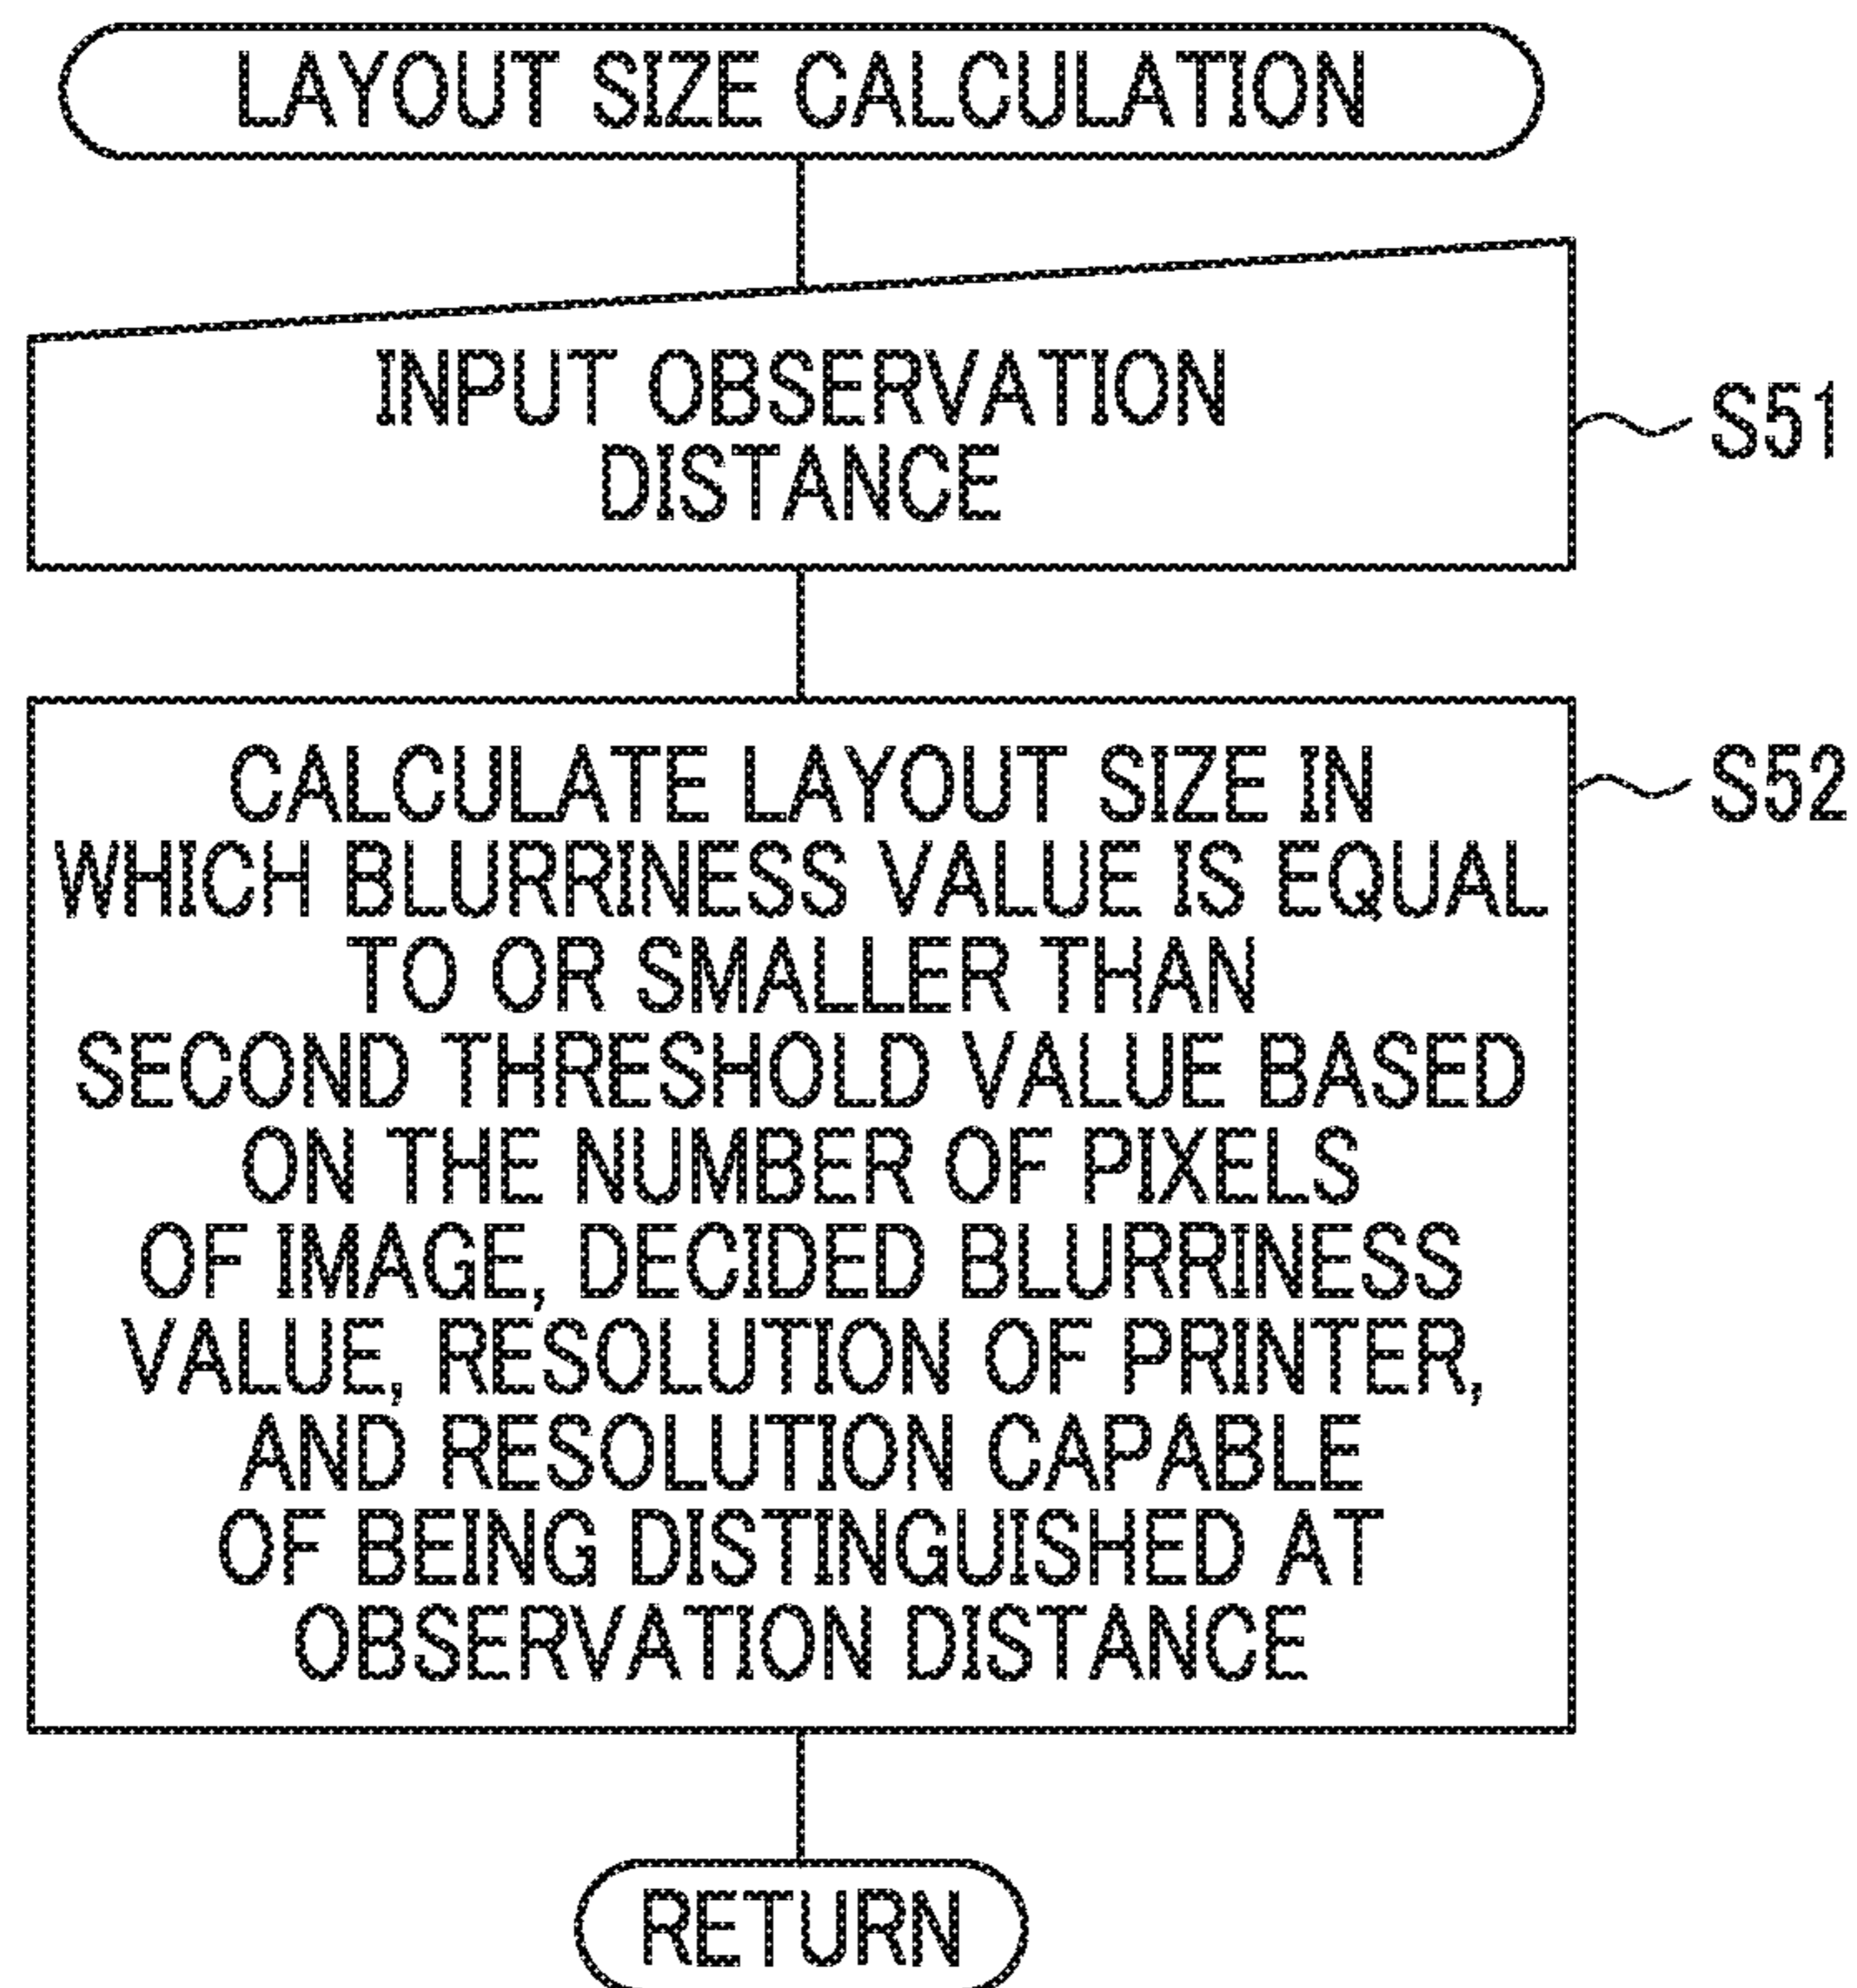 LAYOUT SIZE CALCULATION
INPUT OBSERVATION
DISTANCE
S51
CALCULATE LAYOUT SIZE IN
WHICH BLURRINESS VALUE IS EQUAL
TO OR SMALLER THAN
SECOND THRESHOLD VALUE BASED
ON THE NUMBER OF PIXELS
OF IMAGE, DECIDED BLURRINESS
VALUE, RESOLUTION OF PRINTER,
AND RESOLUTION CAPABLE
OF BEING DISTINGUISHED AT
OBSERVATION DISTANCE
S52
RETURN